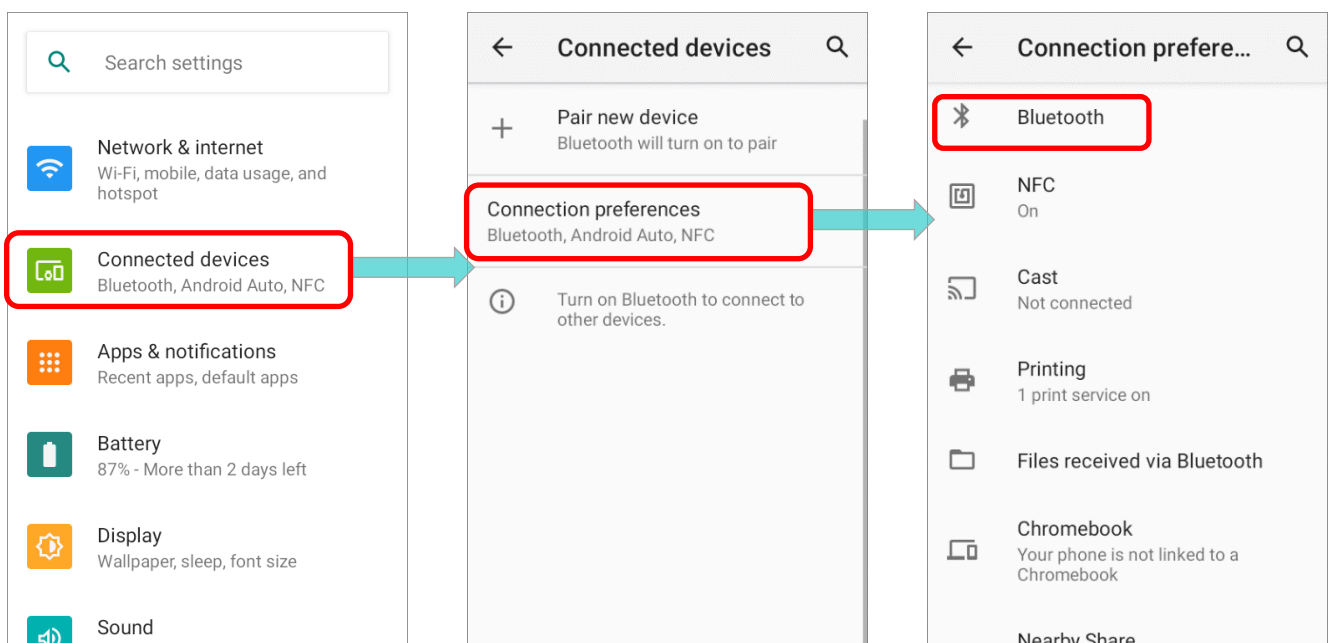 Search settings
Network & internet
Wi-Fi, mobile, data usage, and
hotspot
Connected devices
Bluetooth, Android Auto, NFC
Apps & notifications
Recent apps, default apps
Battery
87% - More than 2 days left
Display
Wallpaper, sleep, font size
Sound
Connected devices
Pair new device
Bluetooth will turn on to pair
Connection preferences
Bluetooth, Android Auto, NFC
Turn on Bluetooth to connect to
other devices.
Connection prefere...
Bluetooth
NFC
On
Cast
Not connected
Printing
1 print service on
Files received via Bluetooth
Chromebook
Your phone is not linked to a
Chromebook
Nearby Share